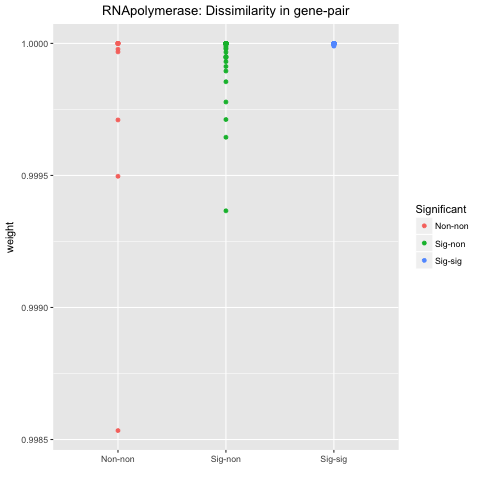 RNApolymerase: Dissimilarity in gene-pair
weight
1.0000
0.9995
0.9990
0.9985
Non-non
Sig-non
Sig-sig
Significant
Non-non
Sig-non
Sig-sig